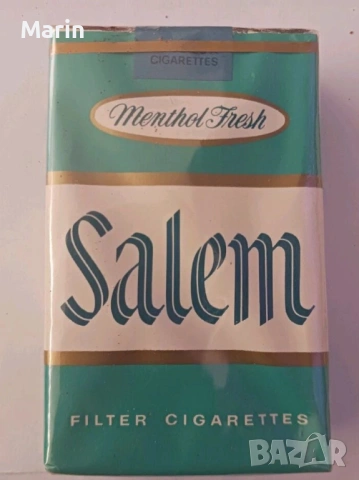 Marin
CIGARETTES
Menthol Fresh
Salem
FILTER CIGARETTES
BAZAR